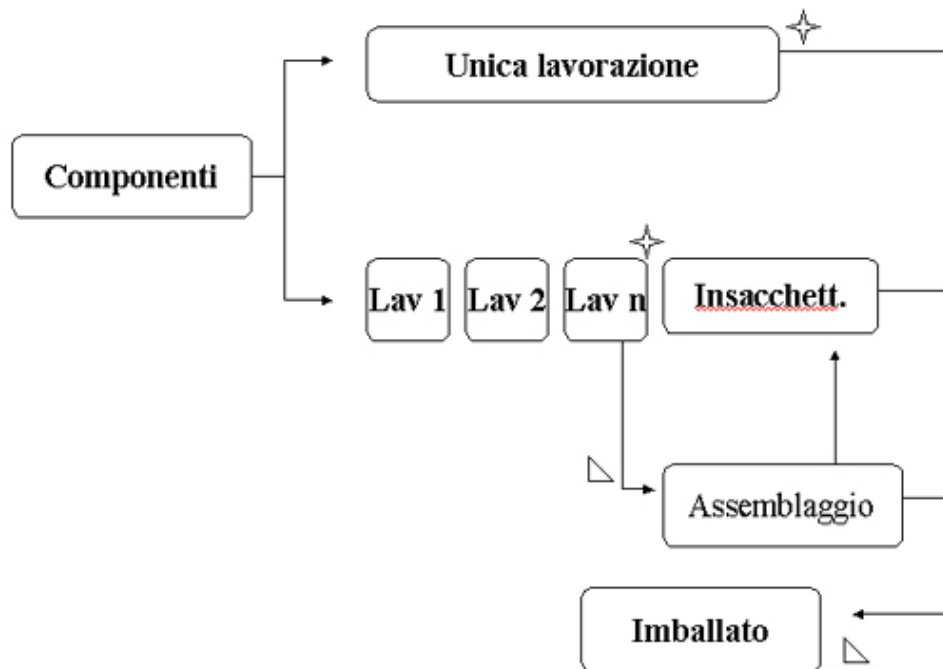 Unica lavorazione
Componenti
Lav 1
Lav 2
Lav n
Insacchett.
Assemblaggio
Imballato